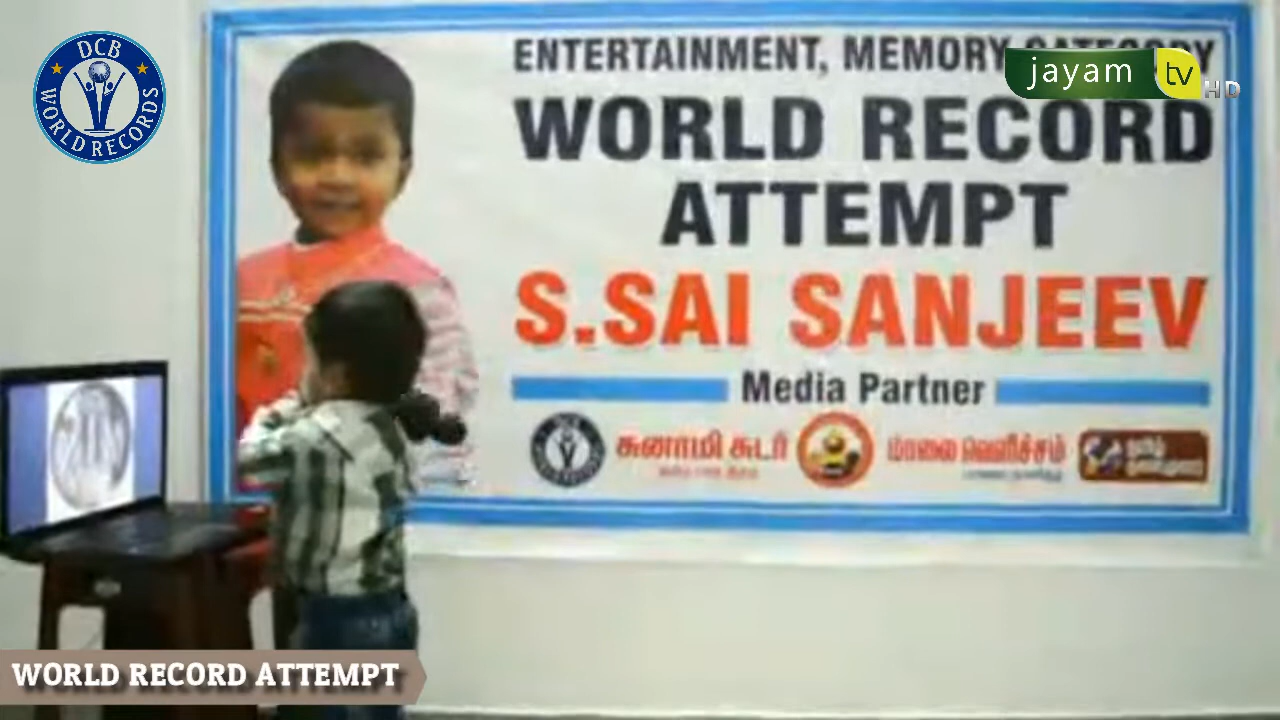 DCB
WORLD RECORDS
ENTERTAINMENT, MEMORY CATEGORY
jayam tv HD
WORLD RECORD
ATTEMPT
S.SAI SANJEEV
Media Partner
சுனாமி சுடர்
மாலை வெளிச்சம்
WORLD RECORD ATTEMPT